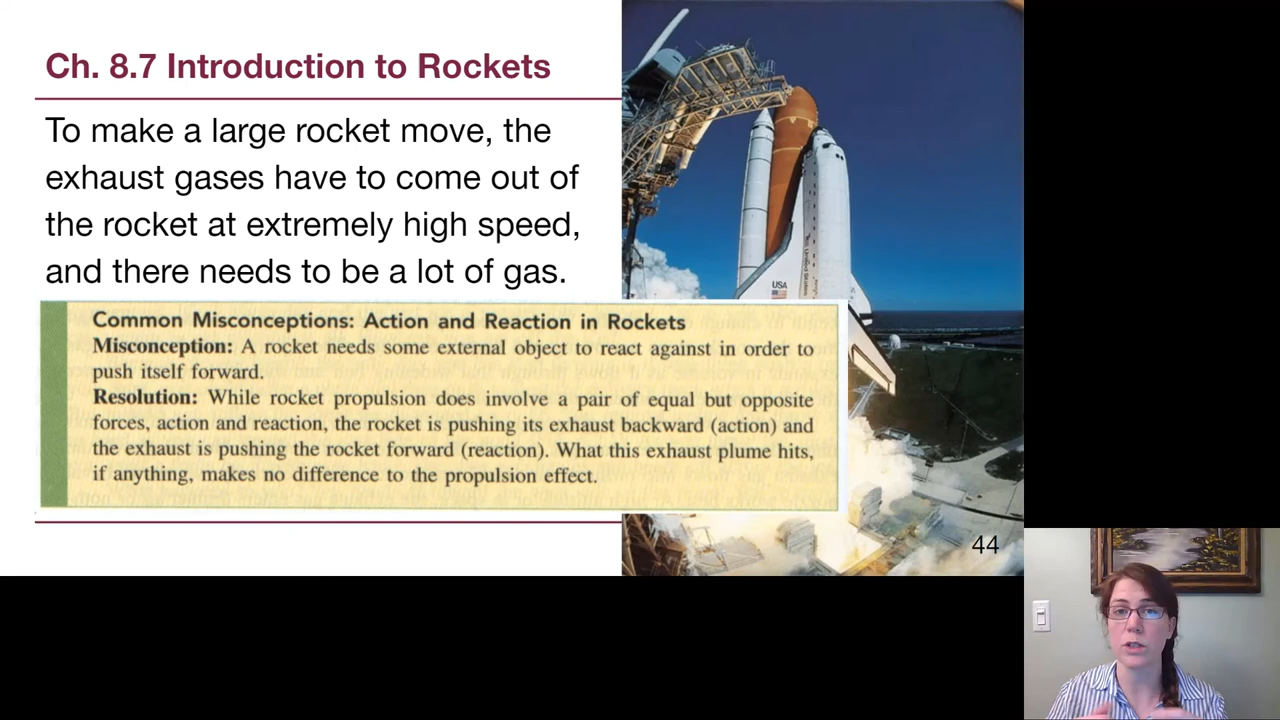 Ch. 8.7 Introduction to Rockets
To make a large rocket move, the
exhaust gases have to come out of
the rocket at extremely high speed,
and there needs to be a lot of gas.
Common Misconceptions: Action and Reaction in Rockets
Misconception: A rocket needs some external object to react against in order to
push itself forward.
Resolution: While rocket propulsion does involve a pair of equal but opposite
forces, action and reaction, the rocket is pushing its exhaust backward (action) and
the exhaust is pushing the rocket forward (reaction). What this exhaust plume hits,
if anything, makes no difference to the propulsion effect.
USA
United States
44